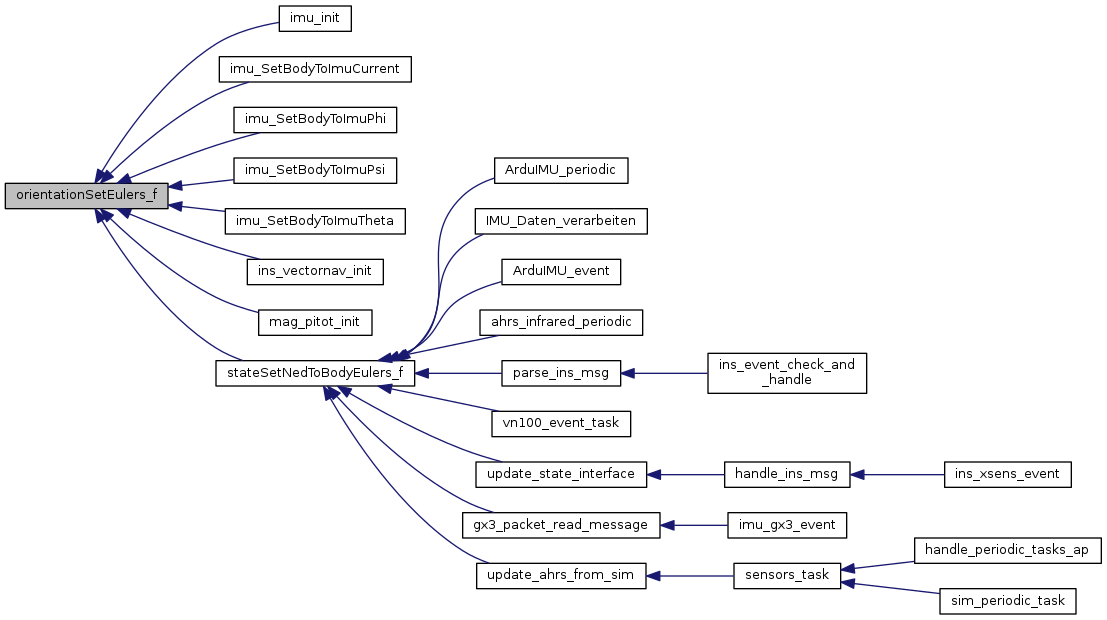 imu_init
imu_SetBodyToImuCurrent
imu_SetBodyToImuPhi
imu_SetBodyToImuPsi
orientationSetEulers_f
imu_SetBodyToImuTheta
ins_vectornav_init
mag_pitot_init
stateSetNedToBodyEulers_f
ArduIMU_periodic
IMU_Daten_verarbeiten
ArduIMU_event
ahrs_infrared_periodic
parse_ins_msg
ins_event_check_and
_handle
vn100_event_task
update_state_interface
handle_ins_msg
ins_xsens_event
gx3_packet_read_message
imu_gx3_event
update_ahrs_from_sim
sensors_task
handle_periodic_tasks_ap
sim_periodic_task